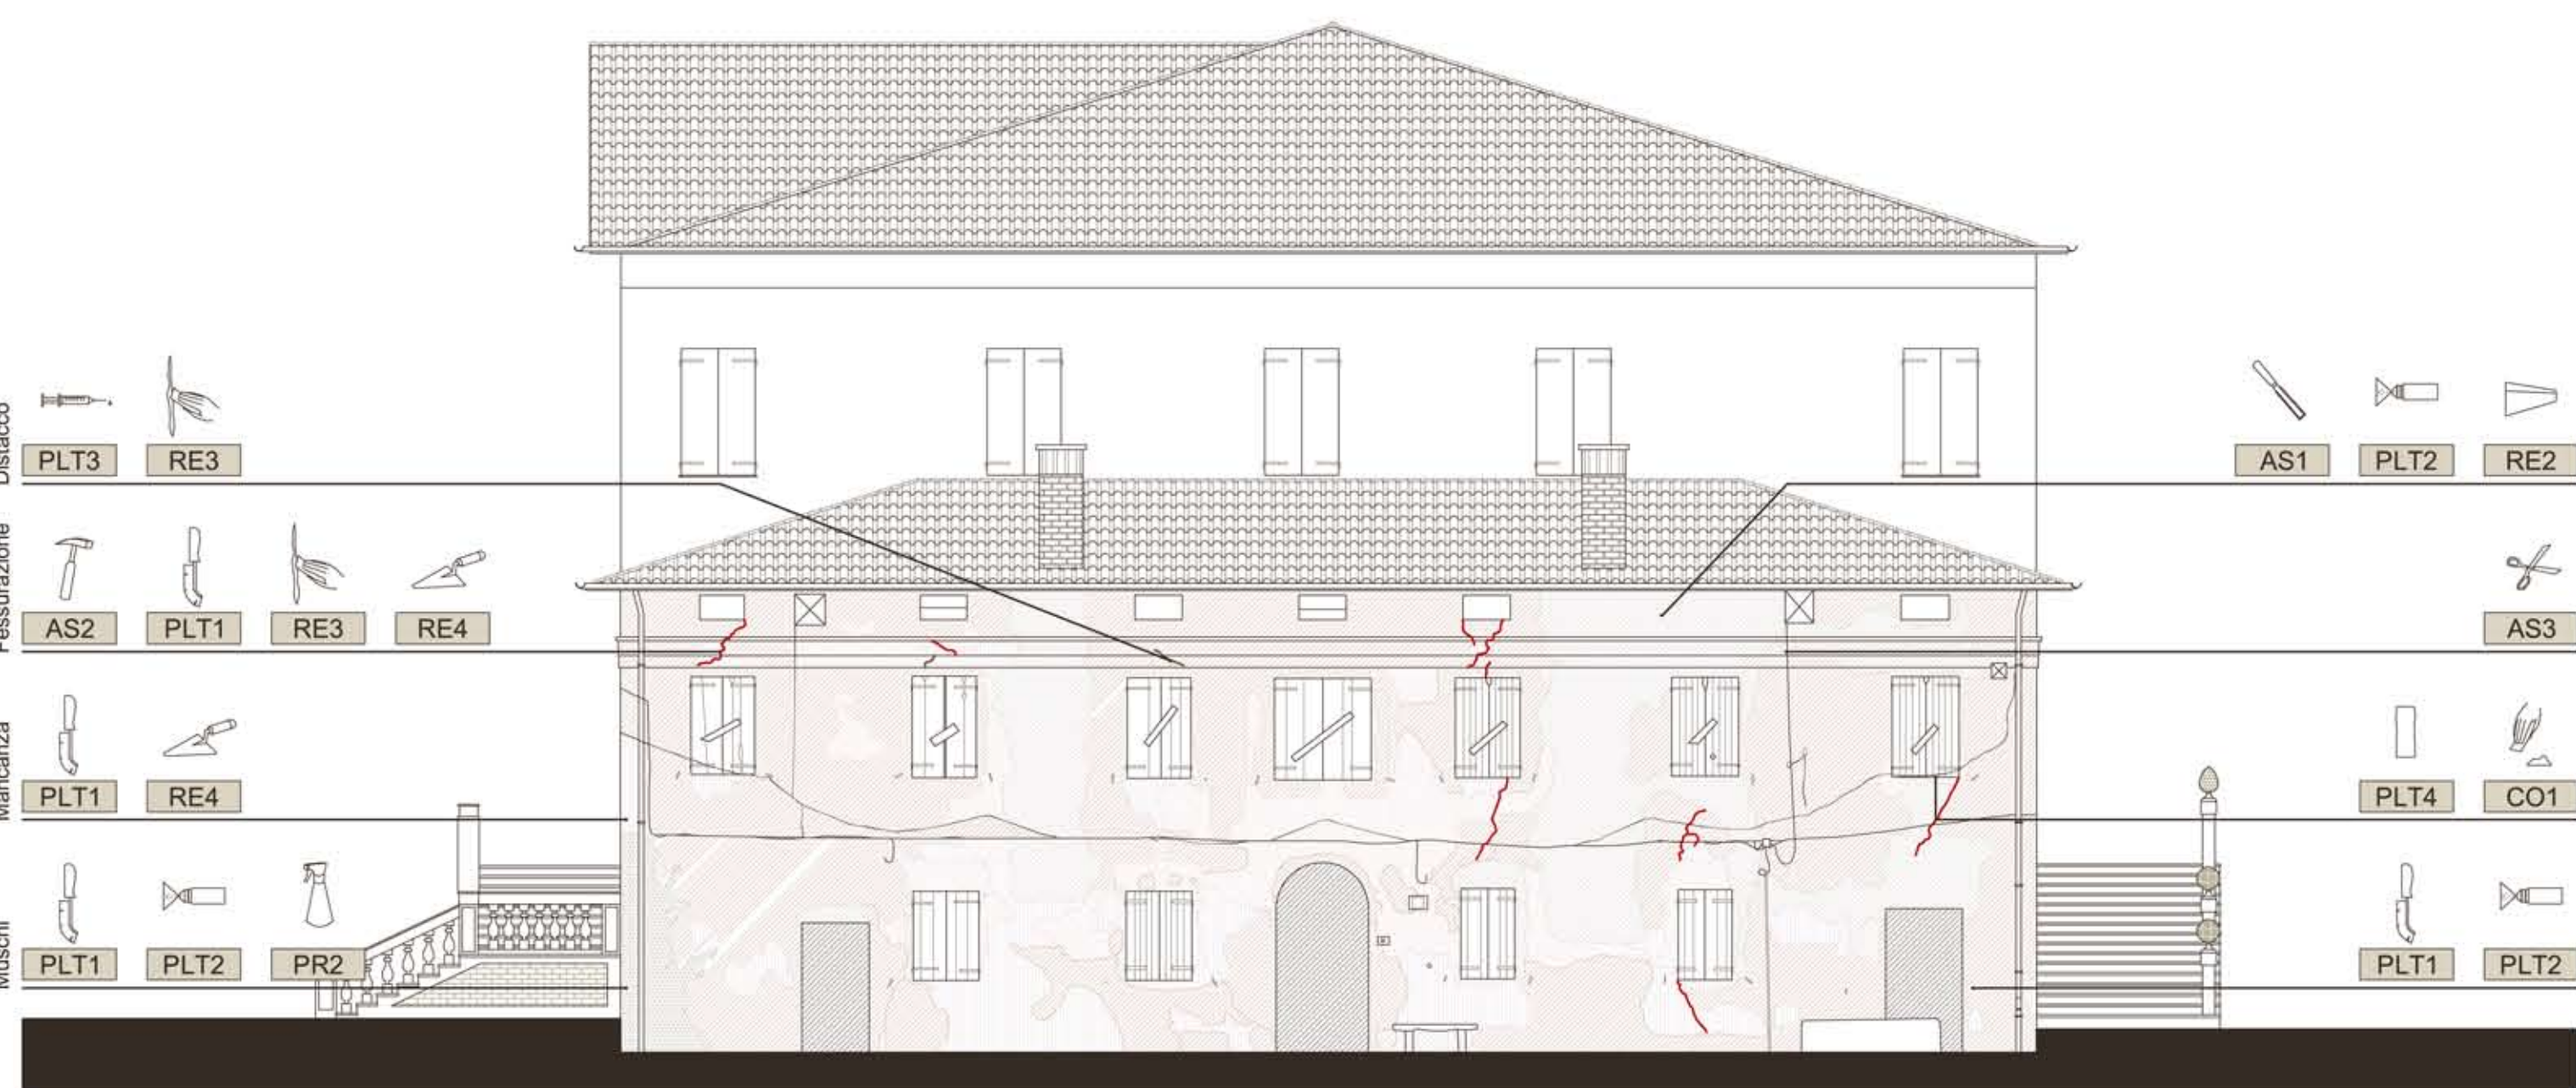 Distacco
PLT3 RE3
AS1 PLT2 RE2
Fessurazione
AS2 PLT1 RE3 RE4
AS3
Mancanza
PLT1 RE4
PLT4 CO1
Muschi
PLT1 PLT2 PR2
PLT1 PLT2